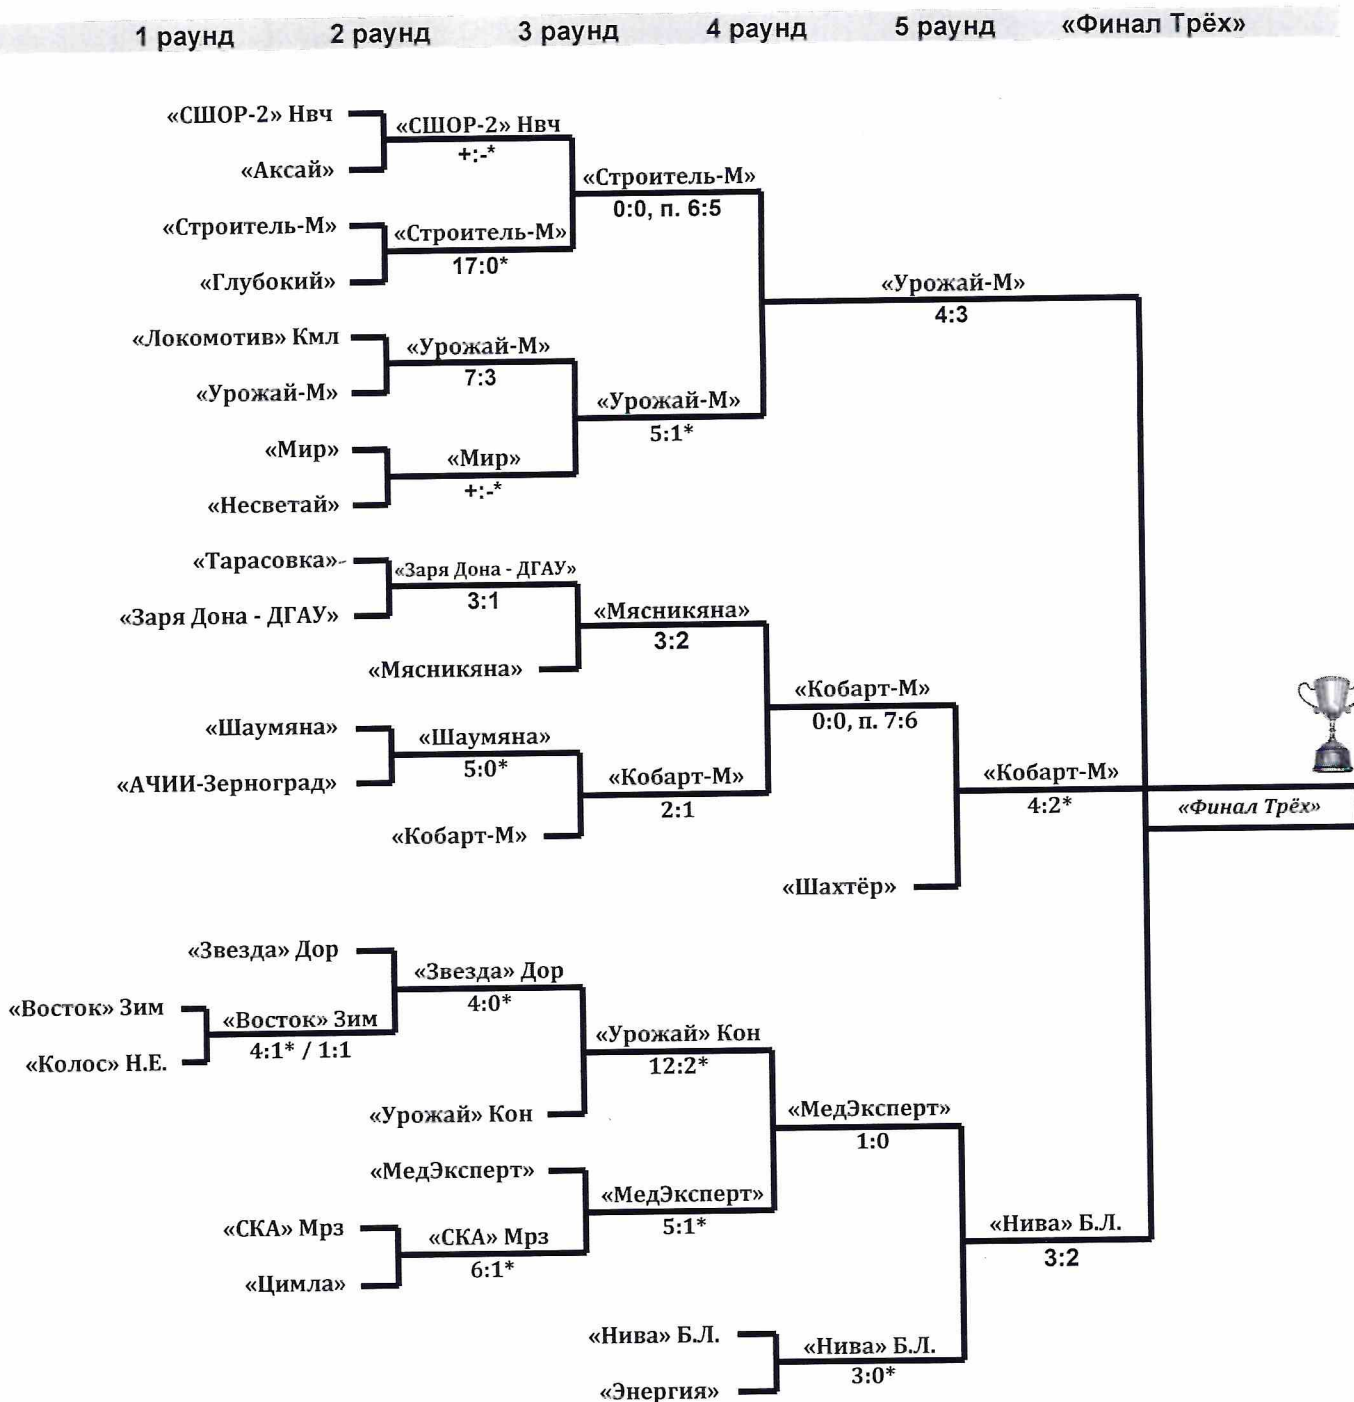 1 раунд 2 раунд 3 раунд 4 раунд 5 раунд «Финал Трёх»
«СШОР-2» Нвч
«СШОР-2» Нвч
+:-*
«Аксай»
«Строитель-М»
0:0, п. 6:5
«Строитель-М»
«Строитель-М»
17:0*
«Глубокий»
«Урожай-М»
4:3
«Локомотив» Кмл
«Урожай-М»
7:3
«Урожай-М»
«Урожай-М»
5:1*
«Мир»
«Мир»
+:-*
«Несветай»
«Тарасовка»
«Заря Дона - ДГАУ»
3:1
«Заря Дона - ДГАУ»
«Мясникяна»
3:2
«Мясникяна»
«Кобарт-М»
0:0, п. 7:6
«Шаумяна»
«Шаумяна»
5:0*
«АЧИИ-Зерноград»
«Кобарт-М»
2:1
«Кобарт-М»
4:2*
«Финал Трёх»
«Кобарт-М»
«Шахтёр»
«Звезда» Дор
«Звезда» Дор
4:0*
«Восток» Зим
«Восток» Зим
4:1* / 1:1
«Колос» Н.Е.
«Урожай» Кон
12:2*
«Урожай» Кон
«МедЭксперт»
1:0
«МедЭксперт»
«МедЭксперт»
5:1*
«СКА» Мрз
«СКА» Мрз
6:1*
«Цимла»
«Нива» Б.Л.
3:2
«Нива» Б.Л.
«Нива» Б.Л.
3:0*
«Энергия»